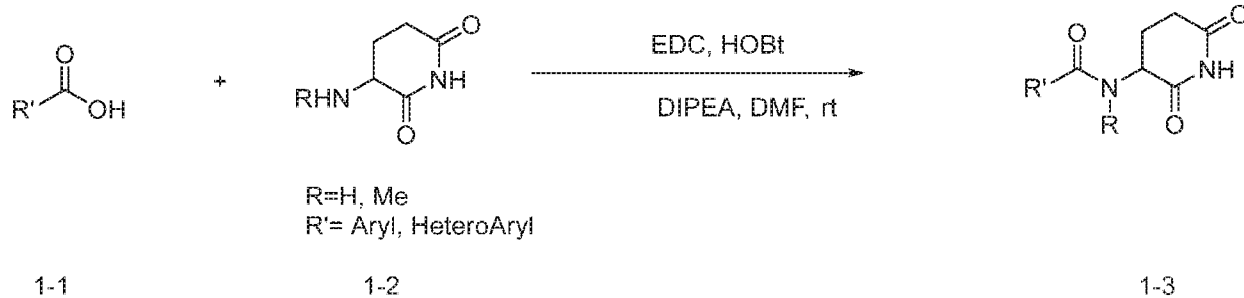 O
R'
OH
+
RHN
O
NH
O
EDC, HOBt
DIPEA, DMF, rt
O
R'
N
R
O
NH
O
R=H, Me
R'= Aryl, HeteroAryl
1-1
1-2
1-3